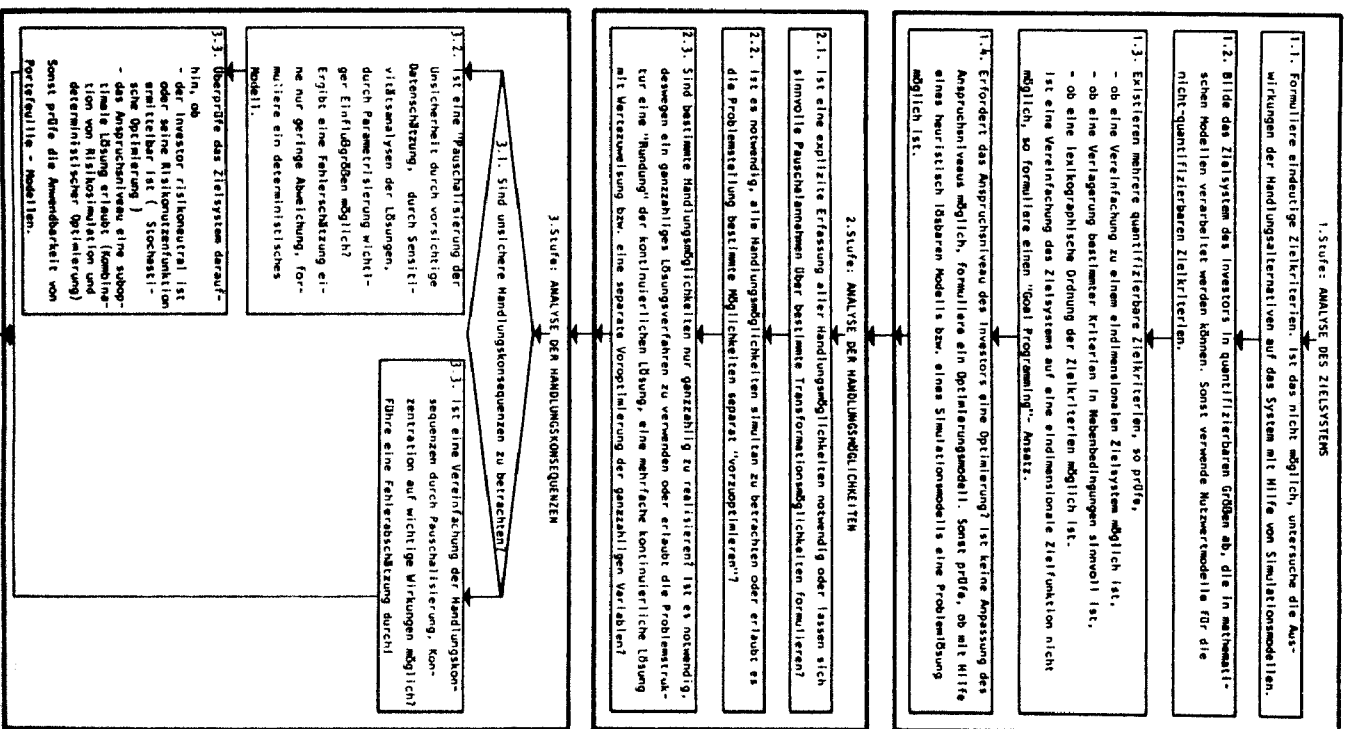 1.Stufe: ANALYSE DES ZIELSYSTEMS
1.1. Formuliere eindeutige Zielkriterien. Ist das nicht möglich, untersuche die Aus-
wirkungen der Handlungsalternativen auf das System mit Hilfe von Simulationsmodellen.
1.2. Bilde das Zielsystem des Investors in quantifizierbaren Größen ab, die in mathemati-
schen Modellen verarbeitet werden können. Sonst verwende Nutzwertmodelle für die
nicht-quantifizierbaren Zielkriterien.
1.3. Existieren mehrere quantifizierbare Zielkriterien, so prüfe,
- ob eine Vereinfachung zu einem eindimensionalen Zielsystem möglich ist,
- ob eine Verlagerung bestimmter Kriterien in Nebenbedingungen sinnvoll ist,
- ob eine lexikographische Ordnung der Zielkriterien möglich ist.
Ist eine Vereinfachung des Zielsystems auf eine eindimensionale Zielfunktion nicht
möglich, so formuliere einen "Goal Programming"- Ansatz.
1.4. Erfordert das Anspruchsniveau des Investors eine Optimierung? Ist keine Anpassung des
Anspruchsniveaus möglich, formuliere ein Optimierungsmodell. Sonst prüfe, ob mit Hilfe
eines heuristisch lösbaren Modells bzw. eines Simulationsmodells eine Problemlösung
möglich ist.
2.Stufe: ANALYSE DER HANDLUNGSMÖGLICHKEITEN
2.1. Ist eine explizite Erfassung aller Handlungsmöglichkeiten notwendig oder lassen sich
sinnvolle Pauschalannahmen über bestimmte Transformationsmöglichkeiten formulieren?
2.2. Ist es notwendig, alle Handlungsmöglichkeiten simultan zu betrachten oder erlaubt es
die Problemstellung bestimmte Möglichkeiten separat "vorzuoptimieren"?
2.3. Sind bestimmte Handlungsmöglichkeiten nur ganzzahlig zu realisieren? Ist es notwendig,
deswegen ein ganzzahliges Lösungsverfahren zu verwenden oder erlaubt die Problemstruk-
tur eine "Rundung" der kontinuierlichen Lösung, eine mehrfache kontinuierliche Lösung
mit Wertezuweisung bzw. eine separate Voroptimierung der ganzzahligen Variablen?
3.Stufe: ANALYSE DER HANDLUNGSKONSEQUENZEN
3.1. Sind unsichere Handlungskonsequenzen zu betrachten?
3.2. Ist eine "Pauschalisierung der
Unsicherheit durch vorsichtige
Datenschätzung, durch Sensiti-
vitätsanalysen der Lösungen,
durch Parametrisierung wichti-
ger Einflußgrößen möglich?
Ergibt eine Fehlerschätzung ei-
ne nur geringe Abweichung, for-
muliere ein deterministisches
Modell.
3.3. Ist eine Vereinfachung der Handlungskon-
sequenzen durch Pauschalisierung, Kon-
zentration auf wichtige Wirkungen möglich?
Führe eine Fehlerabschätzung durch!
3.3. Überprüfe das Zielsystem darauf-
hin, ob
- der Investor risikoneutral ist
oder seine Risikonutzenfunktion
ermittelbar ist ( Stochasti-
sche Optimierung )
- das Anspruchsniveau eine subop-
timale Lösung erlaubt (Kombina-
tion von Risikosimulation und
deterministischer Optimierung)
Sonst prüfe die Anwendbarkeit von
Portefeuille - Modellen.